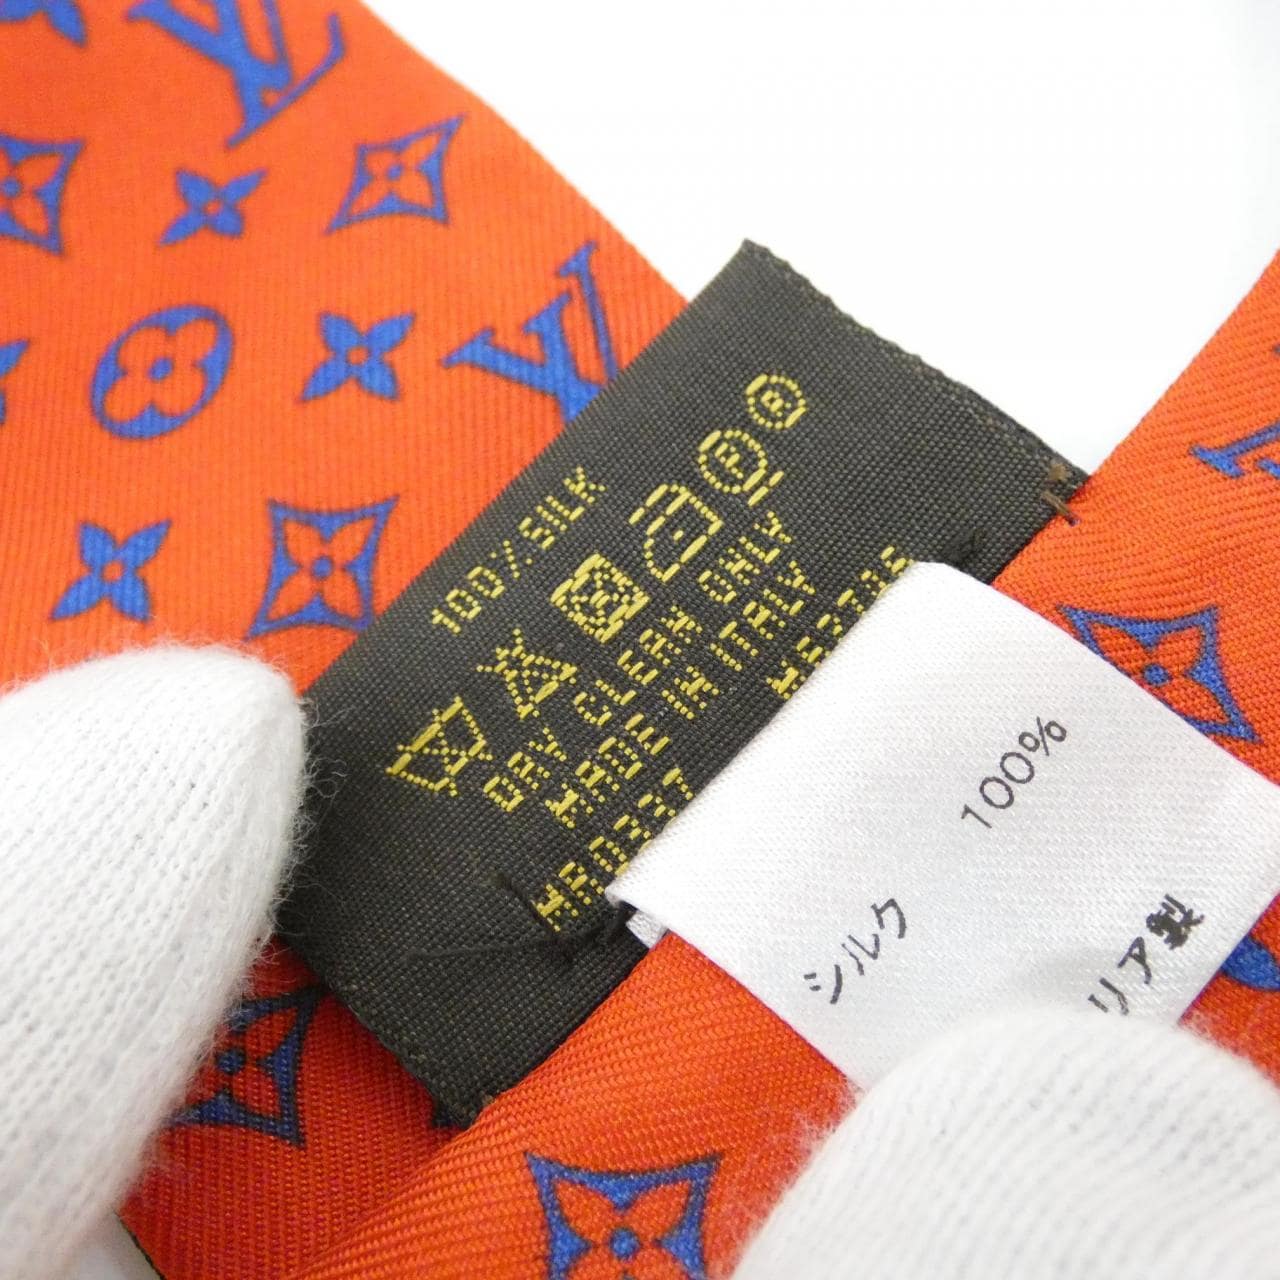 100% SILK
DRY CLEAN ONLY
MADE IN ITALY
シルク 100%
リア製